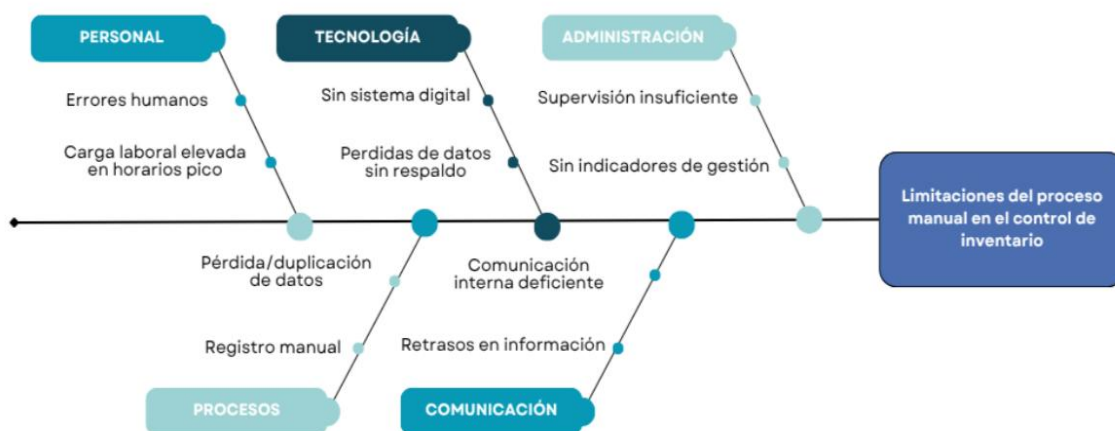 PERSONAL
TECNOLOGÍA
ADMINISTRACIÓN
Errores humanos
Carga laboral elevada
en horarios pico
Sin sistema digital
Perdidas de datos
sin respaldo
Supervisión insuficiente
Sin indicadores de gestión
Limitaciones del proceso
manual en el control de
inventario
Pérdida/duplicación
de datos
Registro manual
Comunicación
interna deficiente
Retrasos en información
PROCESOS
COMUNICACIÓN